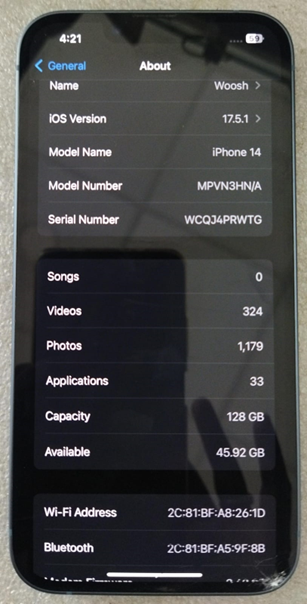 4:21
59
General
About
Name Woosh
iOS Version 17.5.1
Model Name iPhone 14
Model Number MPVN3HN/A
Serial Number WCQJ4PRWTG
Songs 0
Videos 324
Photos 1,179
Applications 33
Capacity 128 GB
Available 45.92 GB
Wi-Fi Address 2C:81:BF:A8:26:1D
Bluetooth 2C:81:BF:A5:9F:8B
Modem Firmware